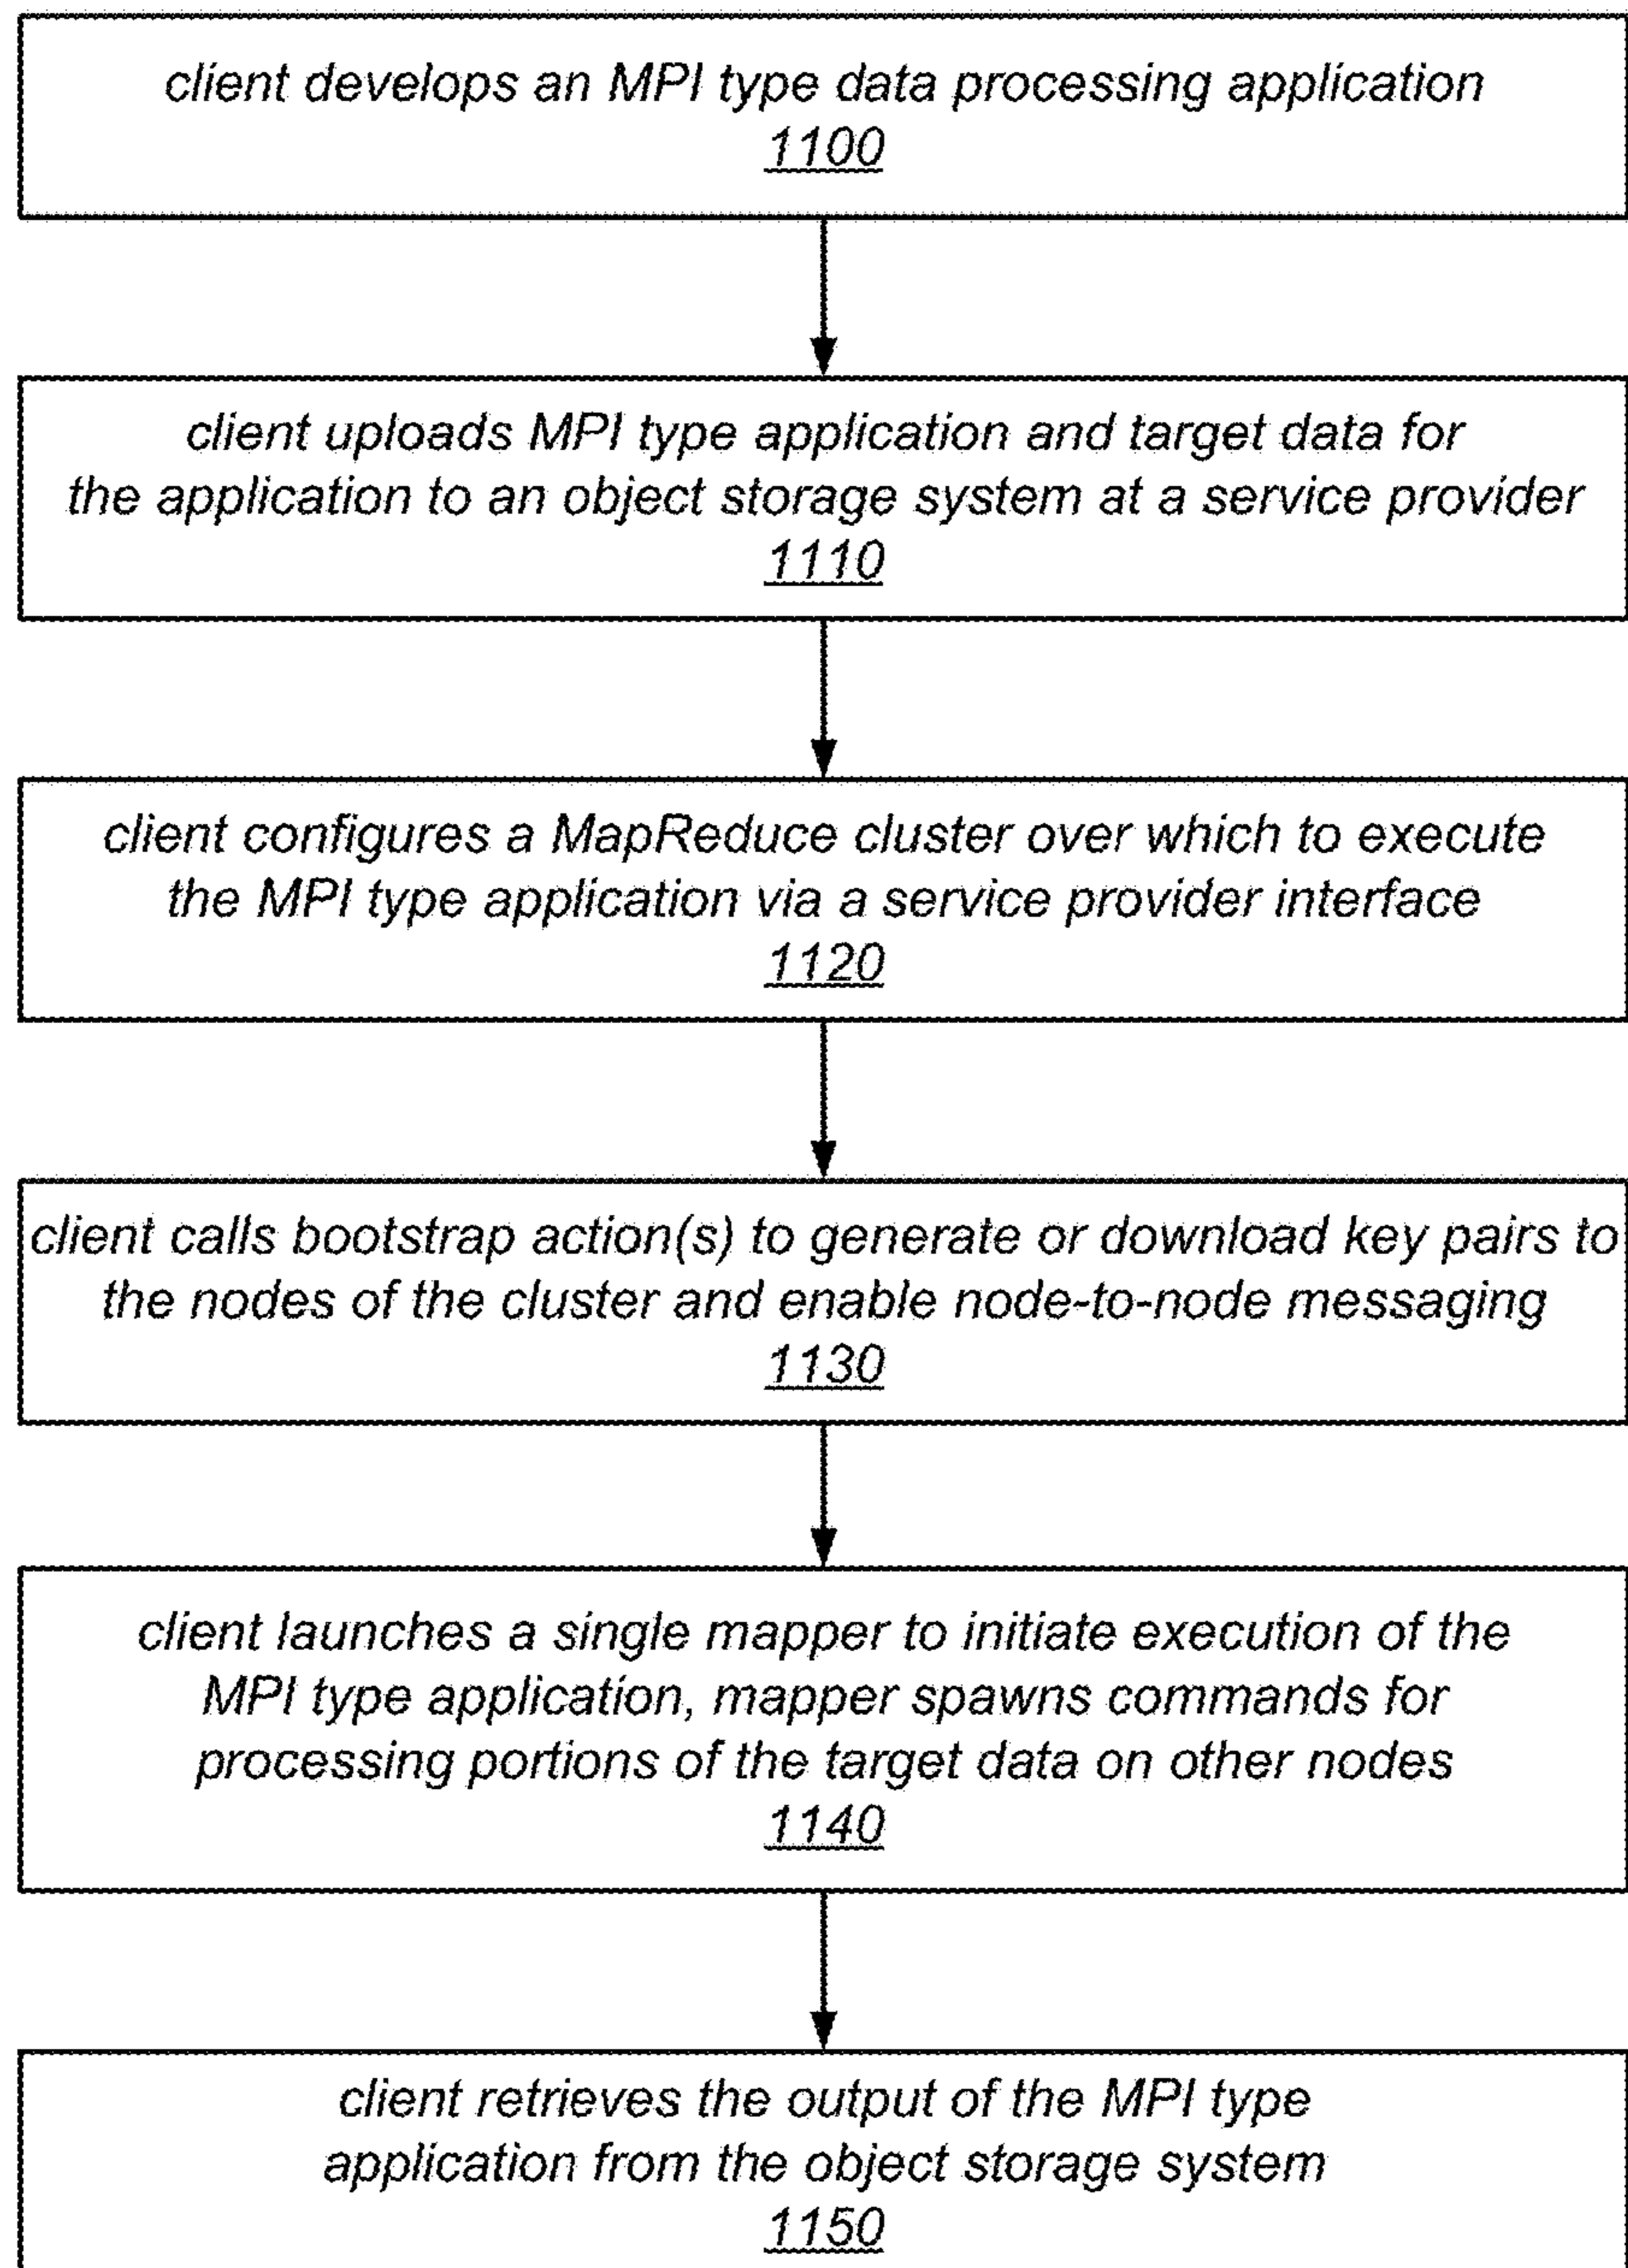 client develops an MPI type data processing application
1100
client uploads MPI type application and target data for
the application to an object storage system at a service provider
1110
client configures a MapReduce cluster over which to execute
the MPI type application via a service provider interface
1120
client calls bootstrap action(s) to generate or download key pairs to
the nodes of the cluster and enable node-to-node messaging
1130
client launches a single mapper to initiate execution of the
MPI type application, mapper spawns commands for
processing portions of the target data on other nodes
1140
client retrieves the output of the MPI type
application from the object storage system
1150